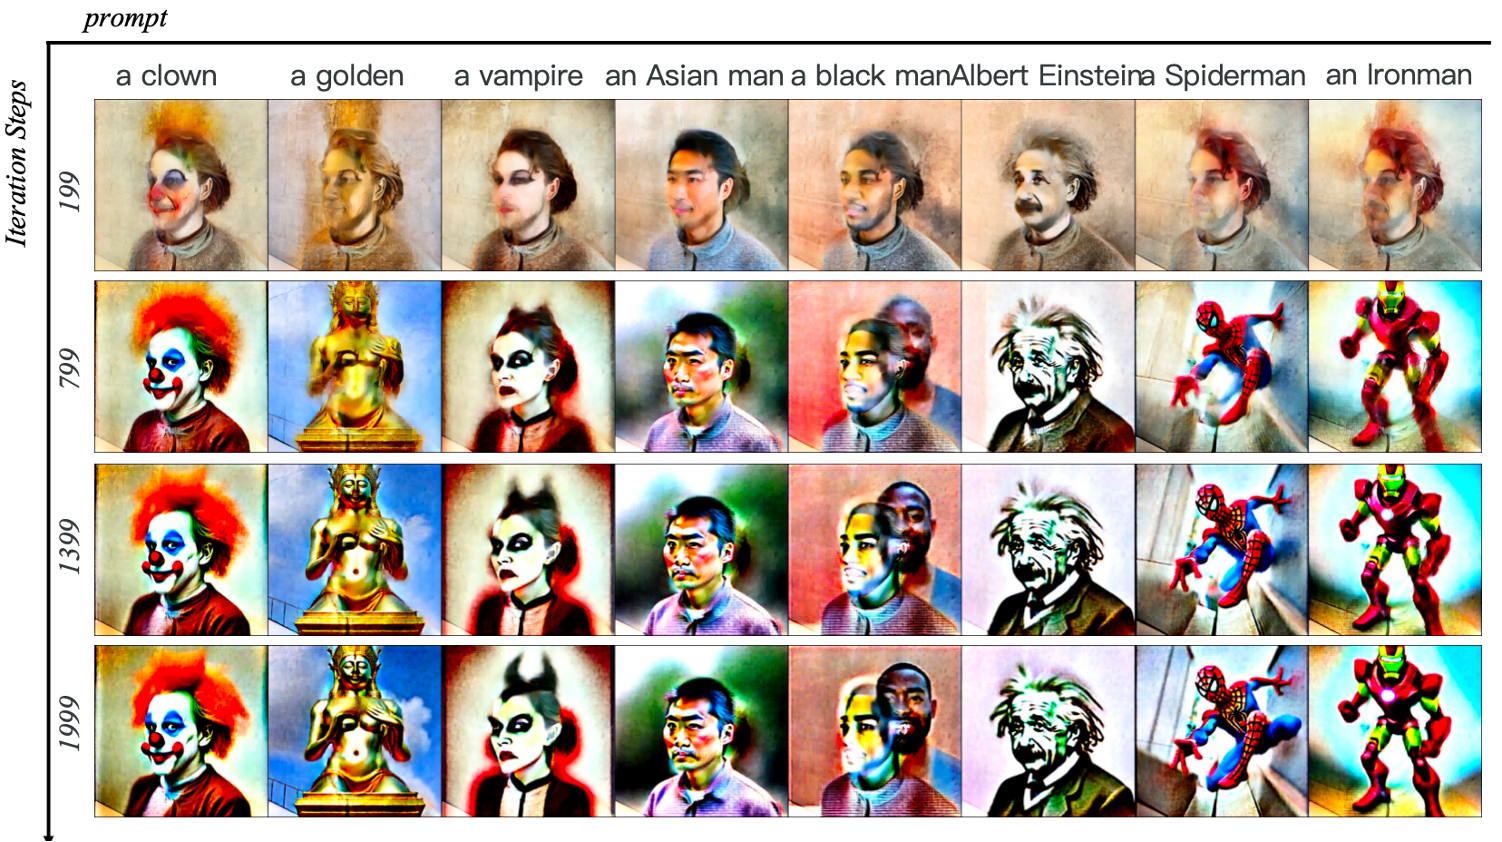 prompt
Iteration Steps
a clown a golden a vampire an Asian man a black man Albert Einstein a Spiderman an Ironman
199
799
1399
1999